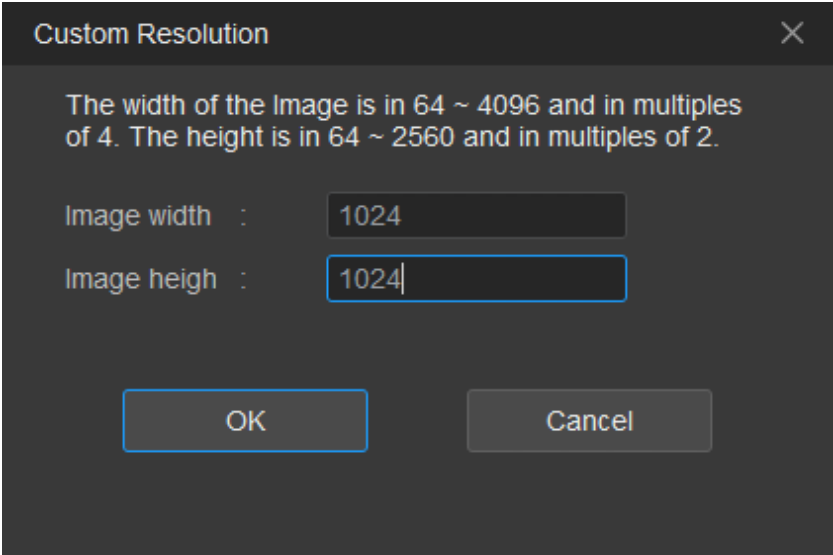 Custom Resolution
The width of the Image is in 64 ~ 4096 and in multiples
of 4. The height is in 64 ~ 2560 and in multiples of 2.
Image width : 1024
Image heigh : 1024
OK Cancel